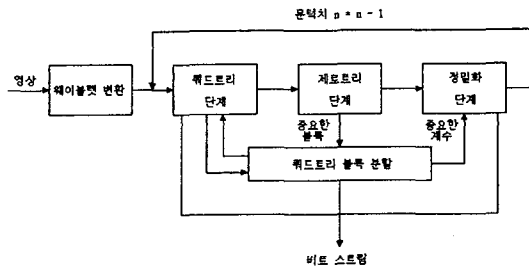 문턱치 n = n - 1
영상
웨이블렛 변환
쿼드트리
단계
제로트리
단계
정밀화
단계
중요한
블록
중요한
계수
쿼드트리 블록 분할
비트 스트림